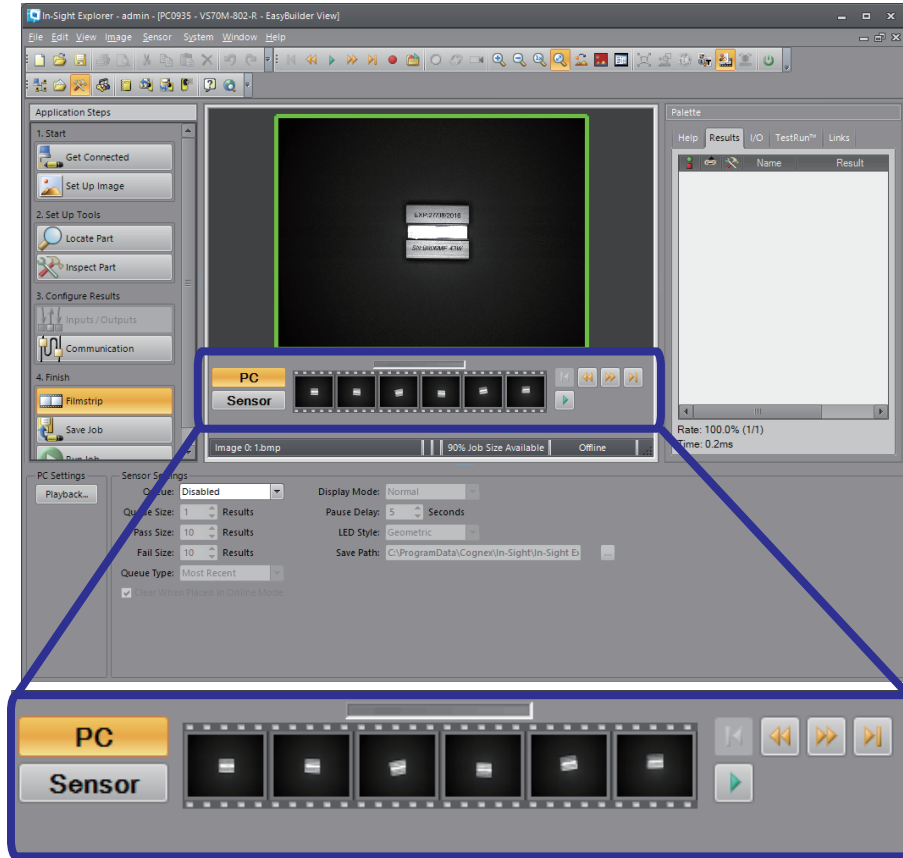 In-Sight Explorer - admin - [PC0935 - VS70M-802-R - EasyBuilder View]
File Edit View Image Sensor System Window Help
Application Steps
1. Start
Get Connected
Set Up Image
2. Set Up Tools
Locate Part
Inspect Part
3. Configure Results
Inputs / Outputs
Communication
4. Finish
Filmstrip
Save Job
Run Job
PC
Sensor
Image 0: 1.bmp
90% Job Size Available
Offline
Palette
Help Results I/O TestRun™ Links
Name Result
Rate: 100.0% (1/1)
Time: 0.2ms
PC Settings
Playback...
Sensor Settings
Queue: Disabled
Queue Size: 1 Results
Pass Size: 10 Results
Fail Size: 10 Results
Queue Type: Most Recent
Clear When Placed in Online Mode
Display Mode: Normal
Pause Delay: 5 Seconds
LED Style: Geometric
Save Path: C:\ProgramData\Cognex\In-Sight\In-Sight
...
PC
Sensor